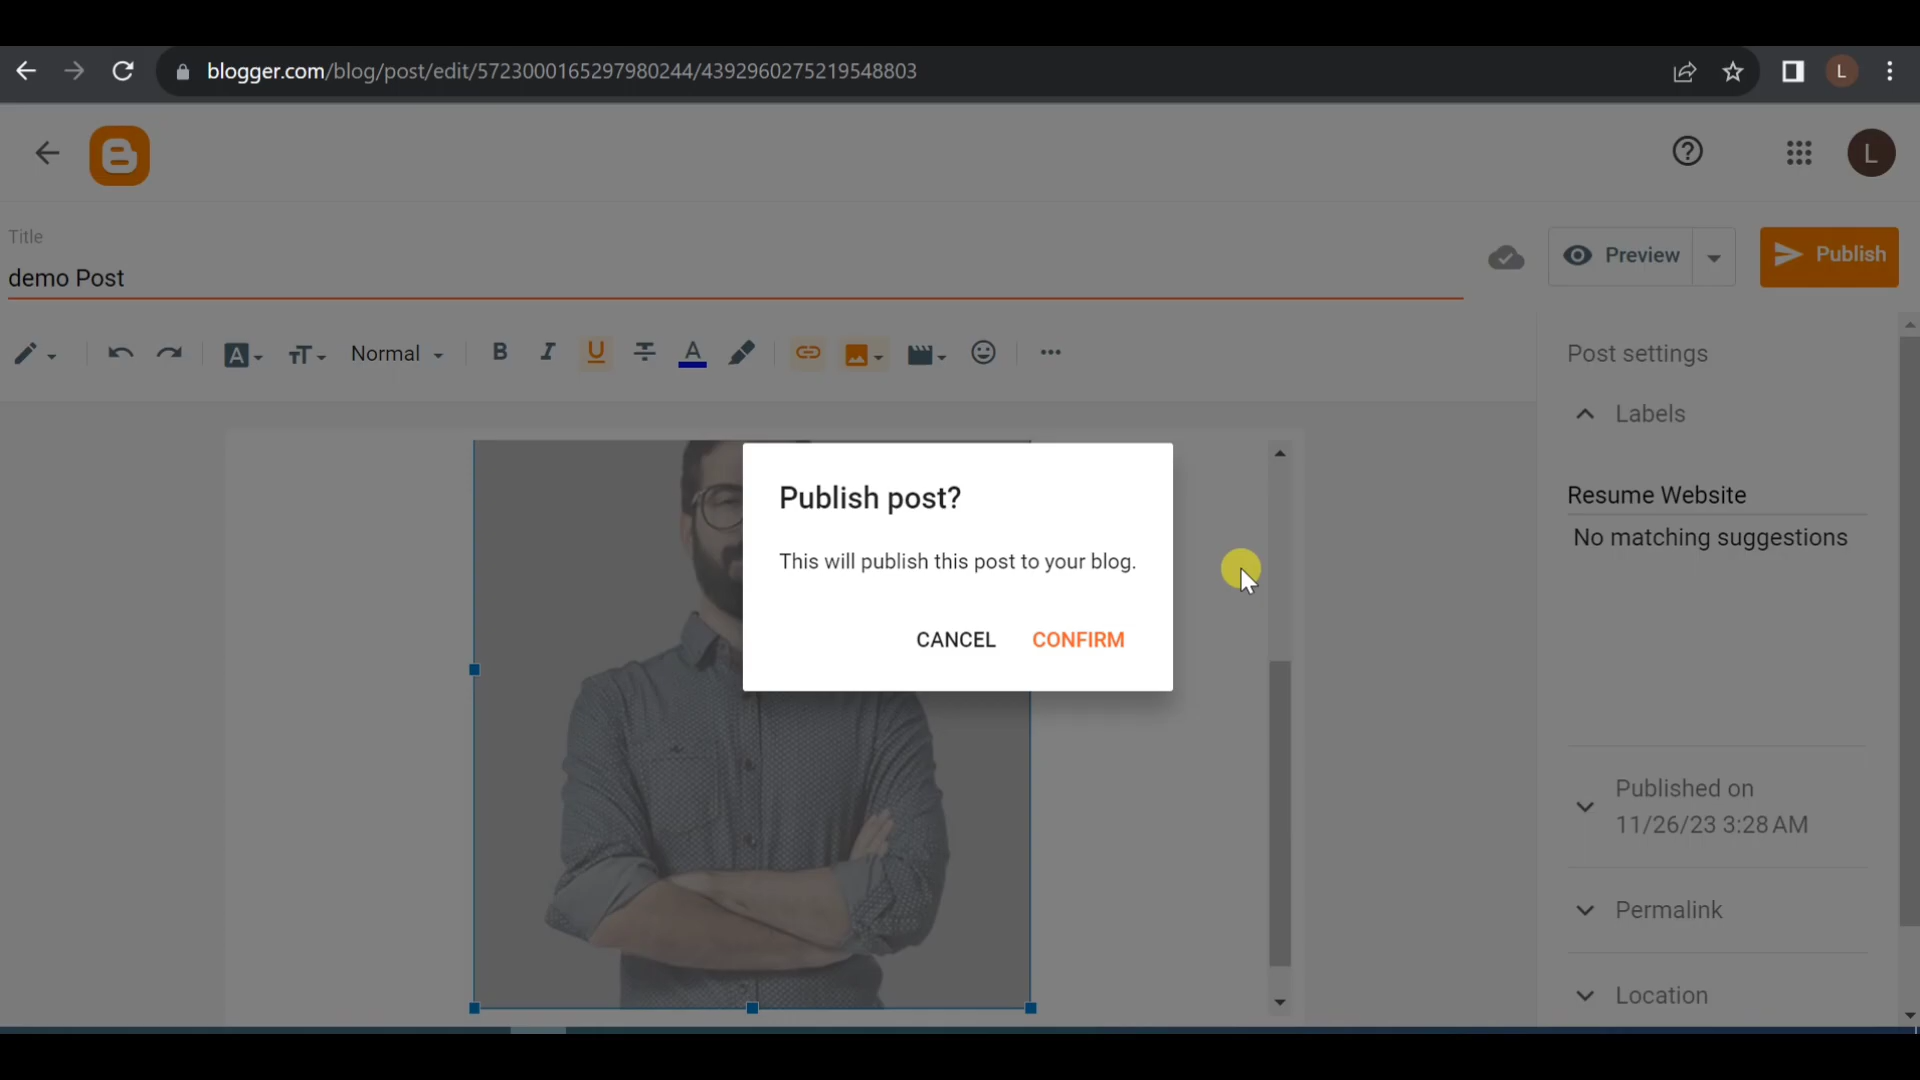 blogger.com/blog/post/edit/5723000165297980244/4392960275219548803
L
L
Title
demo Post
Preview
Publish
Normal
B
I
U
A
Post settings
Labels
Resume Website
No matching suggestions
Publish post?
This will publish this post to your blog.
CANCEL CONFIRM
Published on
11/26/23 3:28 AM
Permalink
Location